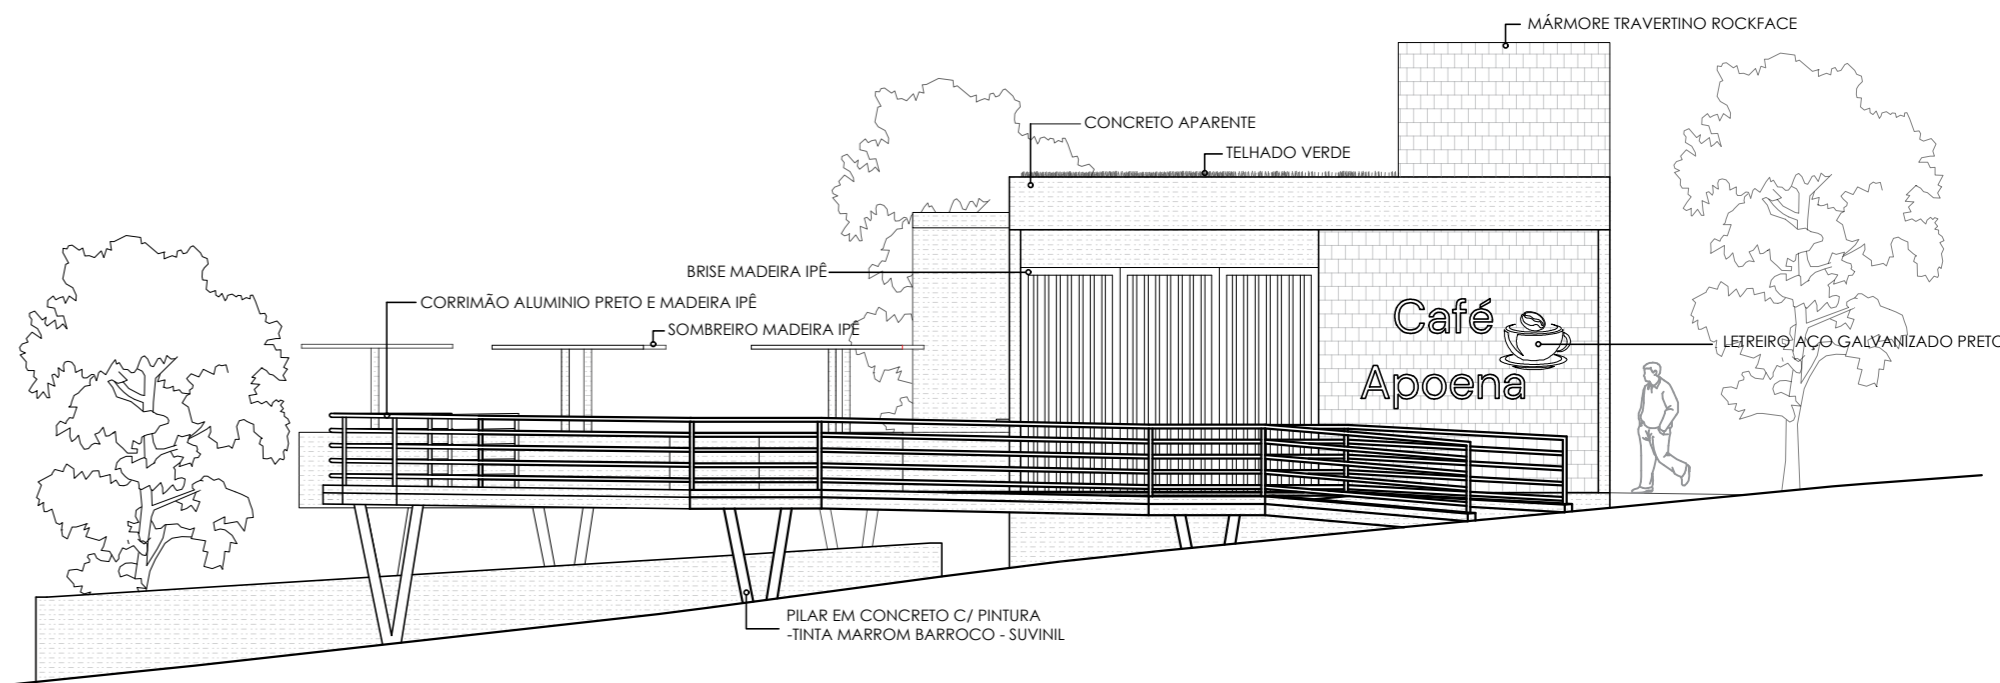 MÁRMORE TRAVERTINO ROCKFACE
CONCRETO APARENTE
TELHADO VERDE
BRISE MADEIRA IPÊ
CORRIMÃO ALUMINIO PRETO E MADEIRA IPÊ
SOMBREIRO MADEIRA IPÊ
Café
Apoena
LETREIRO AÇO GALVANIZADO PRETO
PILAR EM CONCRETO C/ PINTURA
-TINTA MARROM BARROCO - SUVINIL